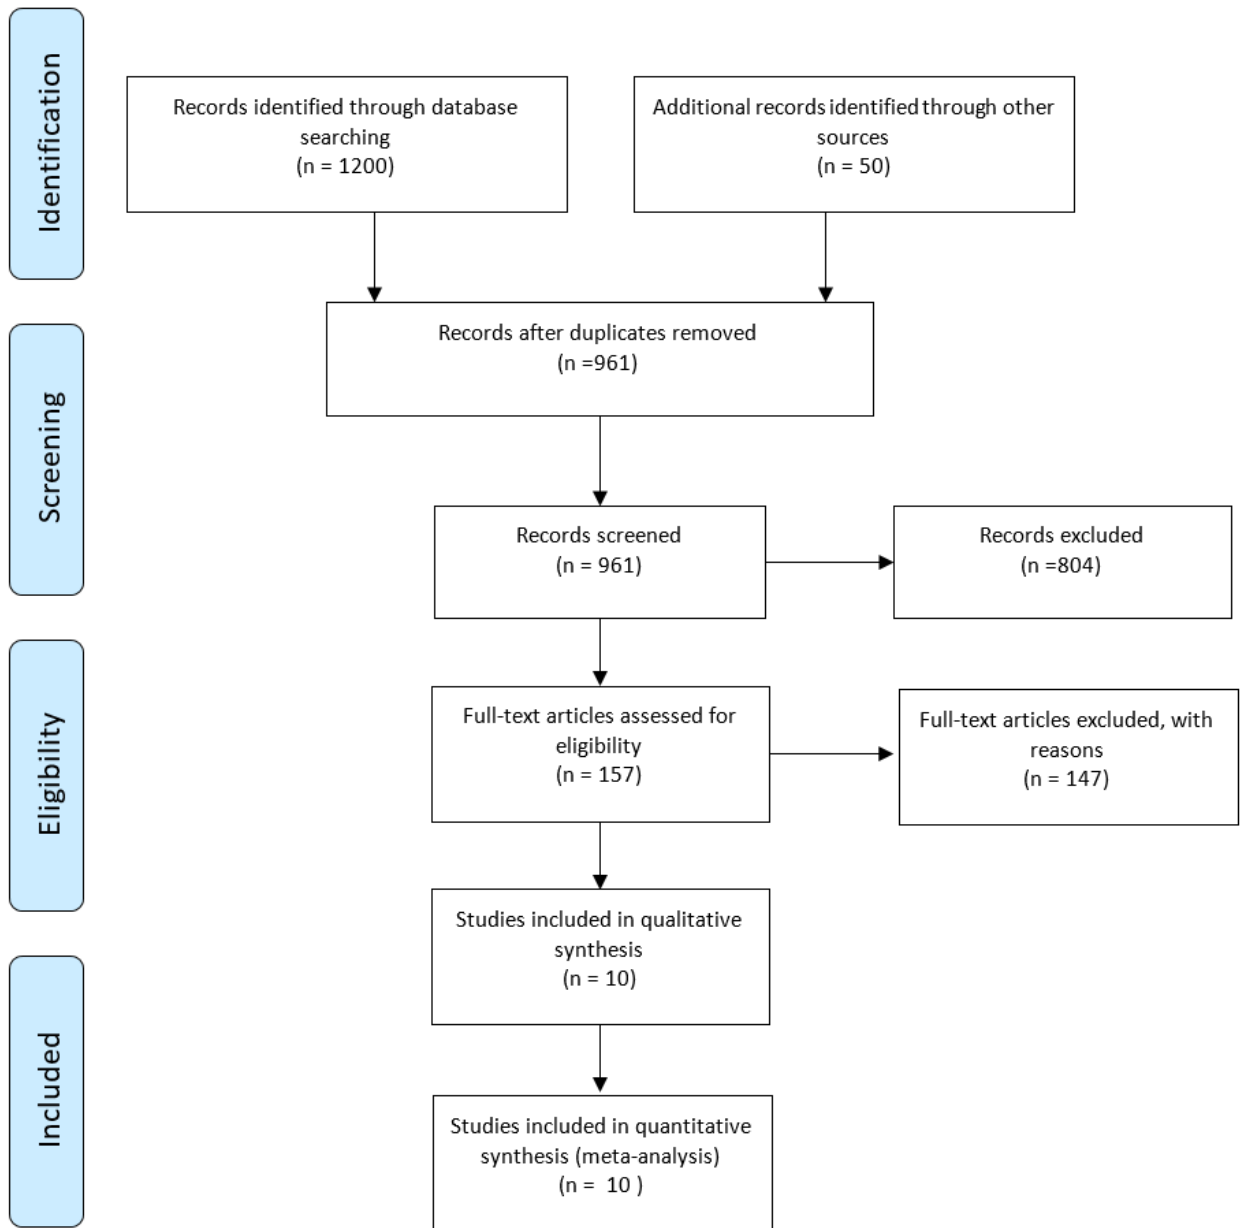 Identification
Records identified through database
searching
(n = 1200)
Additional records identified through other
sources
(n = 50)
Screening
Records after duplicates removed
(n =961)
Records screened
(n = 961)
Records excluded
(n =804)
Eligibility
Full-text articles assessed for
eligibility
(n = 157)
Full-text articles excluded, with
reasons
(n = 147)
Studies included in qualitative
synthesis
(n = 10)
Included
Studies included in quantitative
synthesis (meta-analysis)
(n =  10 )